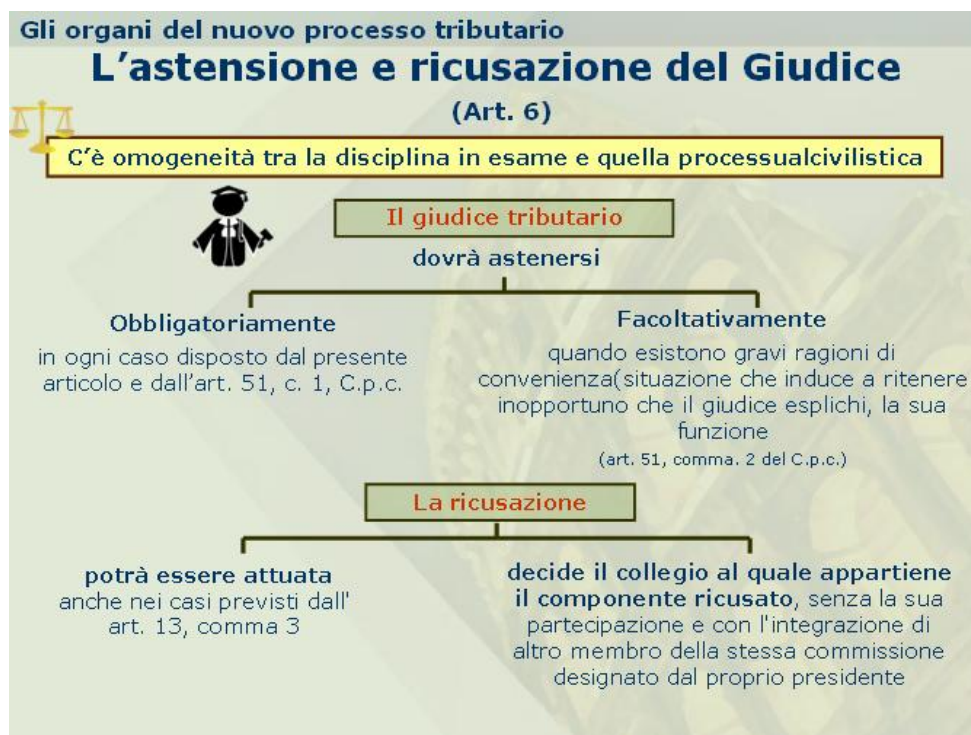 Gli organi del nuovo processo tributario
L'astensione e ricusazione del Giudice
(Art. 6)
C'è omogeneità tra la disciplina in esame e quella processualcivilistica
Il giudice tributario
dovrà astenersi
Obbligatoriamente
in ogni caso disposto dal presente
articolo e dall'art. 51, c. 1, C.p.c.
Facoltativamente
quando esistono gravi ragioni di
convenienza(situazione che induce a ritenere
inopportuno che il giudice esplichi, la sua
funzione
(art. 51, comma. 2 del C.p.c.)
La ricusazione
potrà essere attuata
anche nei casi previsti dall'
art. 13, comma 3
decide il collegio al quale appartiene
il componente ricusato, senza la sua
partecipazione e con l'integrazione di
altro membro della stessa commissione
designato dal proprio presidente